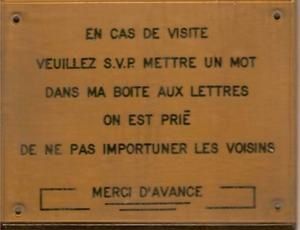 EN CAS DE VISITE
VEUILLEZ S.V.P. METTRE UN MOT
DANS MA BOITE AUX LETTRES
ON EST PRIÉ
DE NE PAS IMPORTUNER LES VOISINS
MERCI D'AVANCE